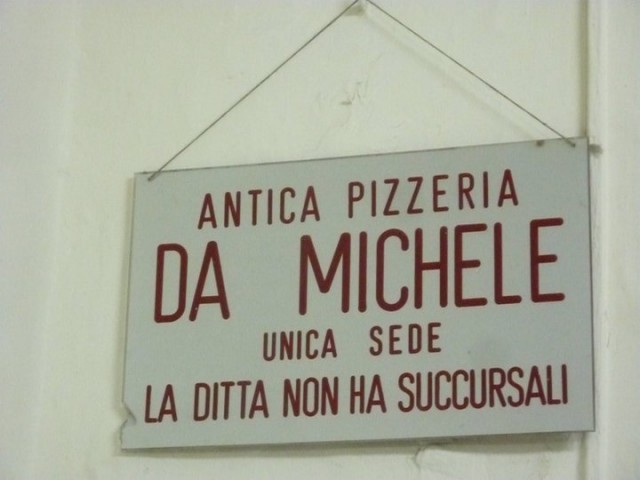 ANTICA PIZZERIA
DA MICHELE
UNICA SEDE
LA DITTA NON HA SUCCURSALI